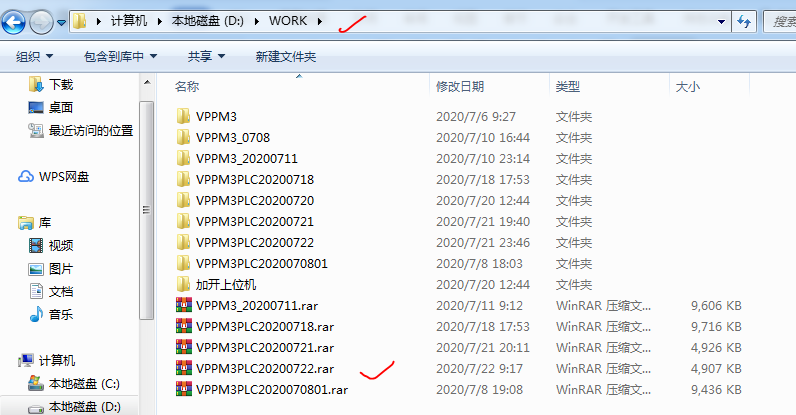 计算机 本地磁盘 (D:) WORK 搜索
组织 包含到库中 共享 新建文件夹
名称 修改日期 类型 大小
下载
桌面
最近访问的位置
WPS网盘
库
视频
图片
文档
音乐
计算机
本地磁盘 (C:)
本地磁盘 (D:)
VPPM3 2020/7/6 9:27 文件夹
VPPM3_0708 2020/7/10 16:44 文件夹
VPPM3_20200711 2020/7/10 23:14 文件夹
VPPM3PLC20200718 2020/7/18 17:53 文件夹
VPPM3PLC20200720 2020/7/20 12:44 文件夹
VPPM3PLC20200721 2020/7/21 19:40 文件夹
VPPM3PLC20200722 2020/7/21 23:46 文件夹
VPPM3PLC2020070801 2020/7/8 18:03 文件夹
加开上位机 2020/7/20 12:44 文件夹
VPPM3_20200711.rar 2020/7/11 9:12 WinRAR 压缩文... 9,606 KB
VPPM3PLC20200718.rar 2020/7/18 17:53 WinRAR 压缩文... 9,716 KB
VPPM3PLC20200721.rar 2020/7/21 20:11 WinRAR 压缩文... 4,926 KB
VPPM3PLC20200722.rar 2020/7/22 9:17 WinRAR 压缩文... 4,907 KB
VPPM3PLC2020070801.rar 2020/7/8 19:08 WinRAR 压缩文... 9,436 KB